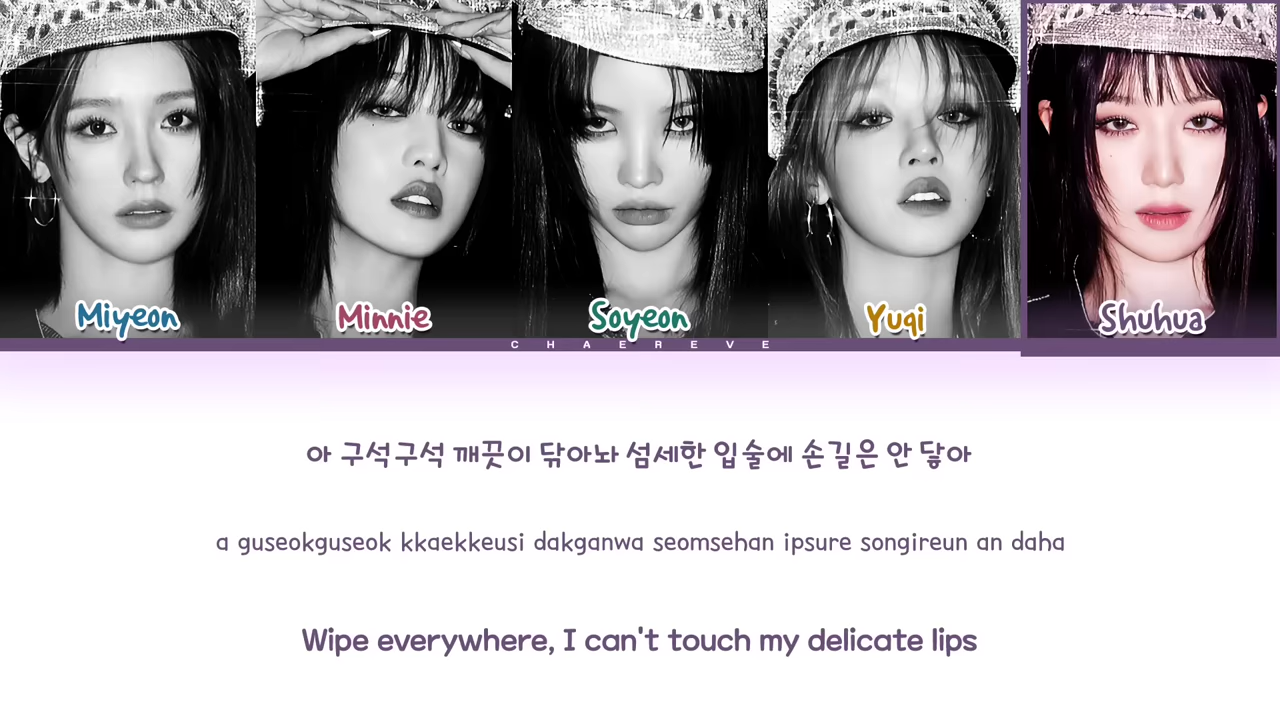 Miyeon Minnie Soyeon Yuqi Shuhua
CHAEREVE
아 구석구석 깨끗이 닦아놔 섬세한 입술에 손길은 안 닿아
a guseokguseok kkaekkeusi dakganwa seomsehan ipsure songireun an daha
Wipe everywhere, I can't touch my delicate lips